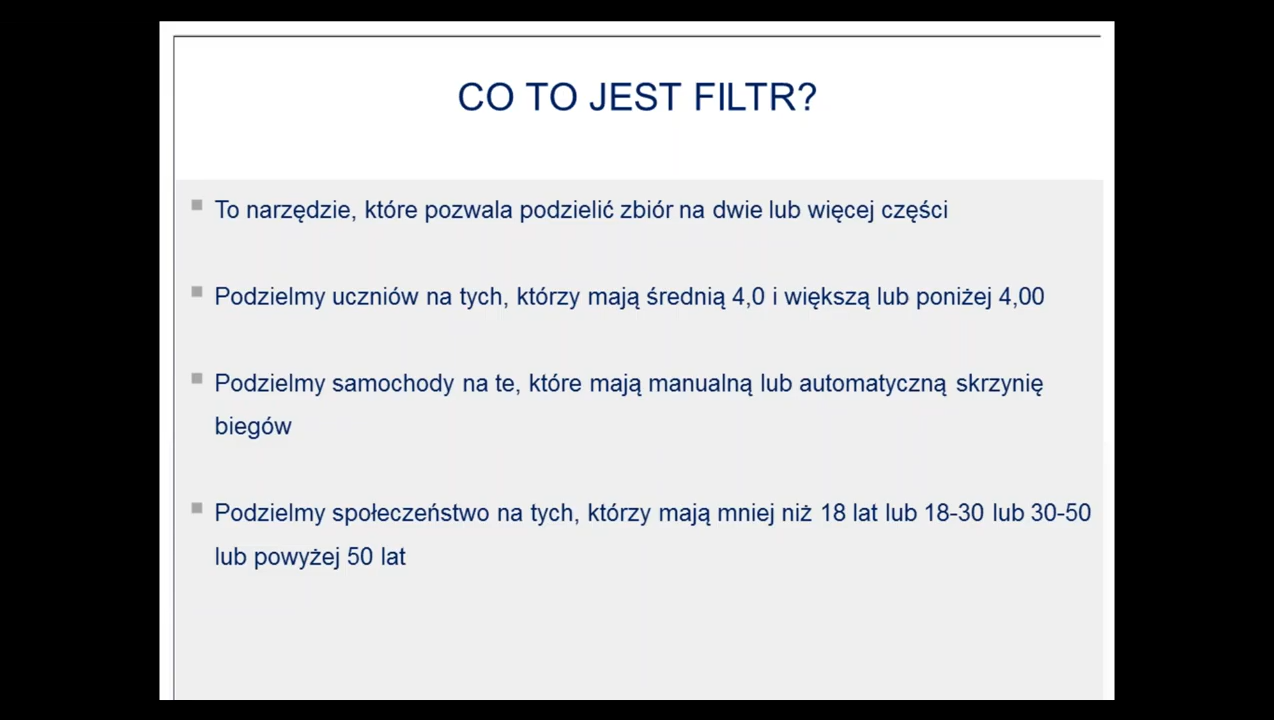 CO TO JEST FILTR?
To narzędzie, które pozwala podzielić zbiór na dwie lub więcej części
Podzielmy uczniów na tych, którzy mają średnią 4,0 i większą lub poniżej 4,00
Podzielmy samochody na te, które mają manualną lub automatyczną skrzynię
biegów
Podzielmy społeczeństwo na tych, którzy mają mniej niż 18 lat lub 18-30 lub 30-50
lub powyżej 50 lat